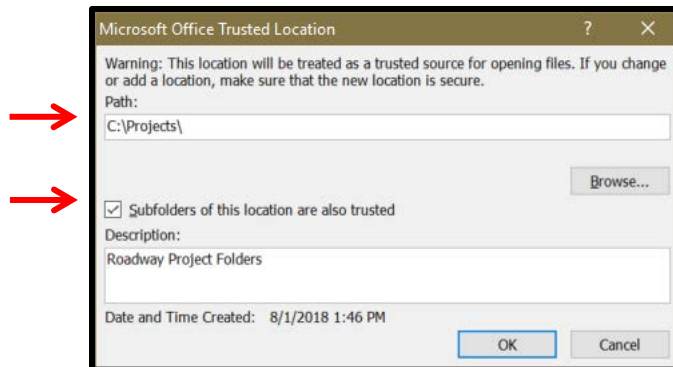 Microsoft Office Trusted Location ? ×
Warning: This location will be treated as a trusted source for opening files. If you change
or add a location, make sure that the new location is secure.
Path:
C:\Projects\
Browse...
Subfolders of this location are also trusted
Description:
Roadway Project Folders
Date and Time Created: 8/1/2018 1:46 PM
OK Cancel